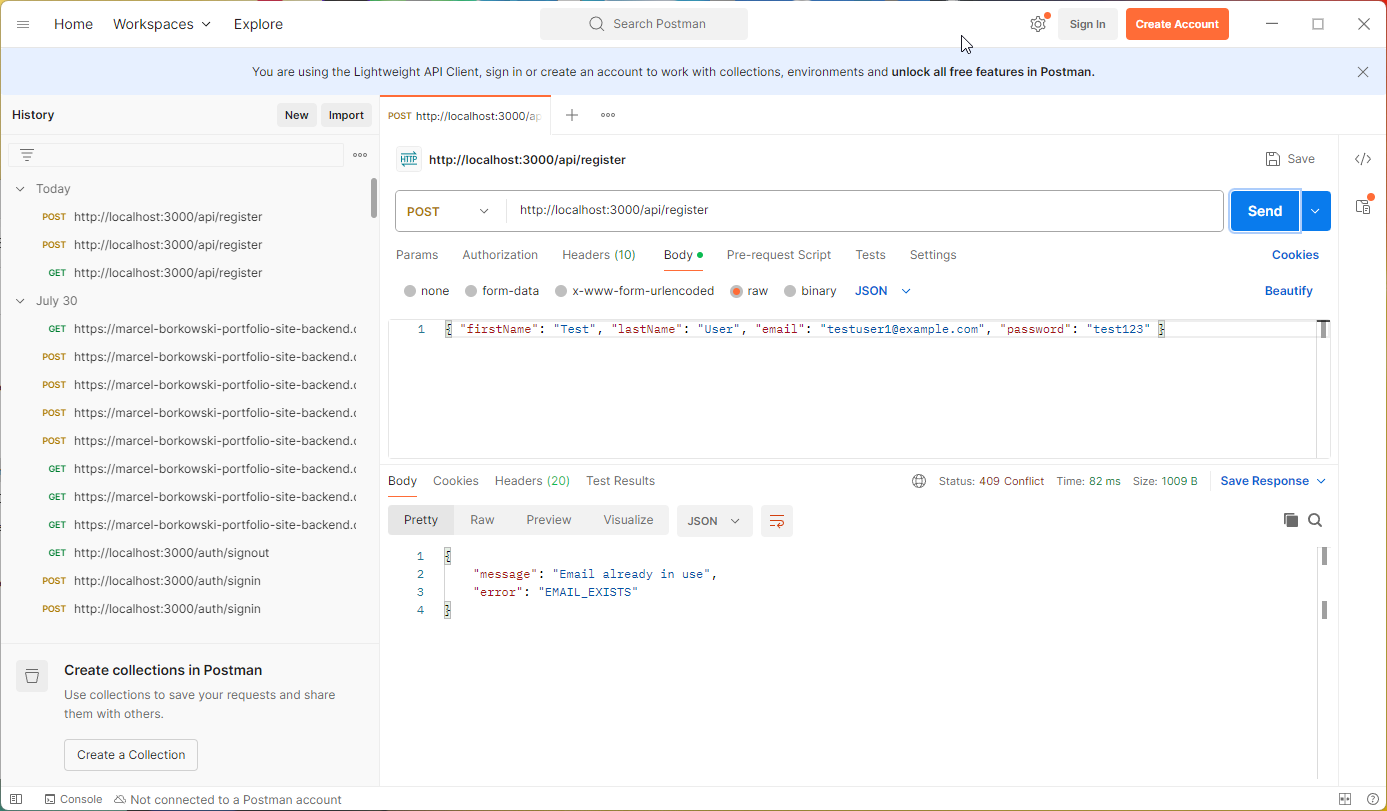 Home Workspaces Explore Search Postman Sign In Create Account
You are using the Lightweight API Client, sign in or create an account to work with collections, environments and unlock all free features in Postman.
History New Import
POST http://localhost:3000/ap
HTTP http://localhost:3000/api/register Save
Today
POST http://localhost:3000/api/register
POST http://localhost:3000/api/register
GET http://localhost:3000/api/register
July 30
GET https://marcel-borkowski-portfolio-site-backend.c
POST https://marcel-borkowski-portfolio-site-backend.c
POST https://marcel-borkowski-portfolio-site-backend.c
POST https://marcel-borkowski-portfolio-site-backend.c
POST https://marcel-borkowski-portfolio-site-backend.c
GET https://marcel-borkowski-portfolio-site-backend.c
GET https://marcel-borkowski-portfolio-site-backend.c
GET https://marcel-borkowski-portfolio-site-backend.c
GET http://localhost:3000/auth/signout
POST http://localhost:3000/auth/signin
POST http://localhost:3000/auth/signin
Create collections in Postman
Use collections to save your requests and share
them with others.
Create a Collection
POST http://localhost:3000/api/register Send
Params Authorization Headers (10) Body Pre-request Script Tests Settings Cookies
none form-data x-www-form-urlencoded raw binary JSON Beautify
1 { "firstName": "Test", "lastName": "User", "email": "testuser1@example.com", "password": "test123" }
Body Cookies Headers (20) Test Results Status: 409 Conflict Time: 82 ms Size: 1009 B Save Response
Pretty Raw Preview Visualize JSON
1 {
2 "message": "Email already in use",
3 "error": "EMAIL_EXISTS"
4 }
Console Not connected to a Postman account